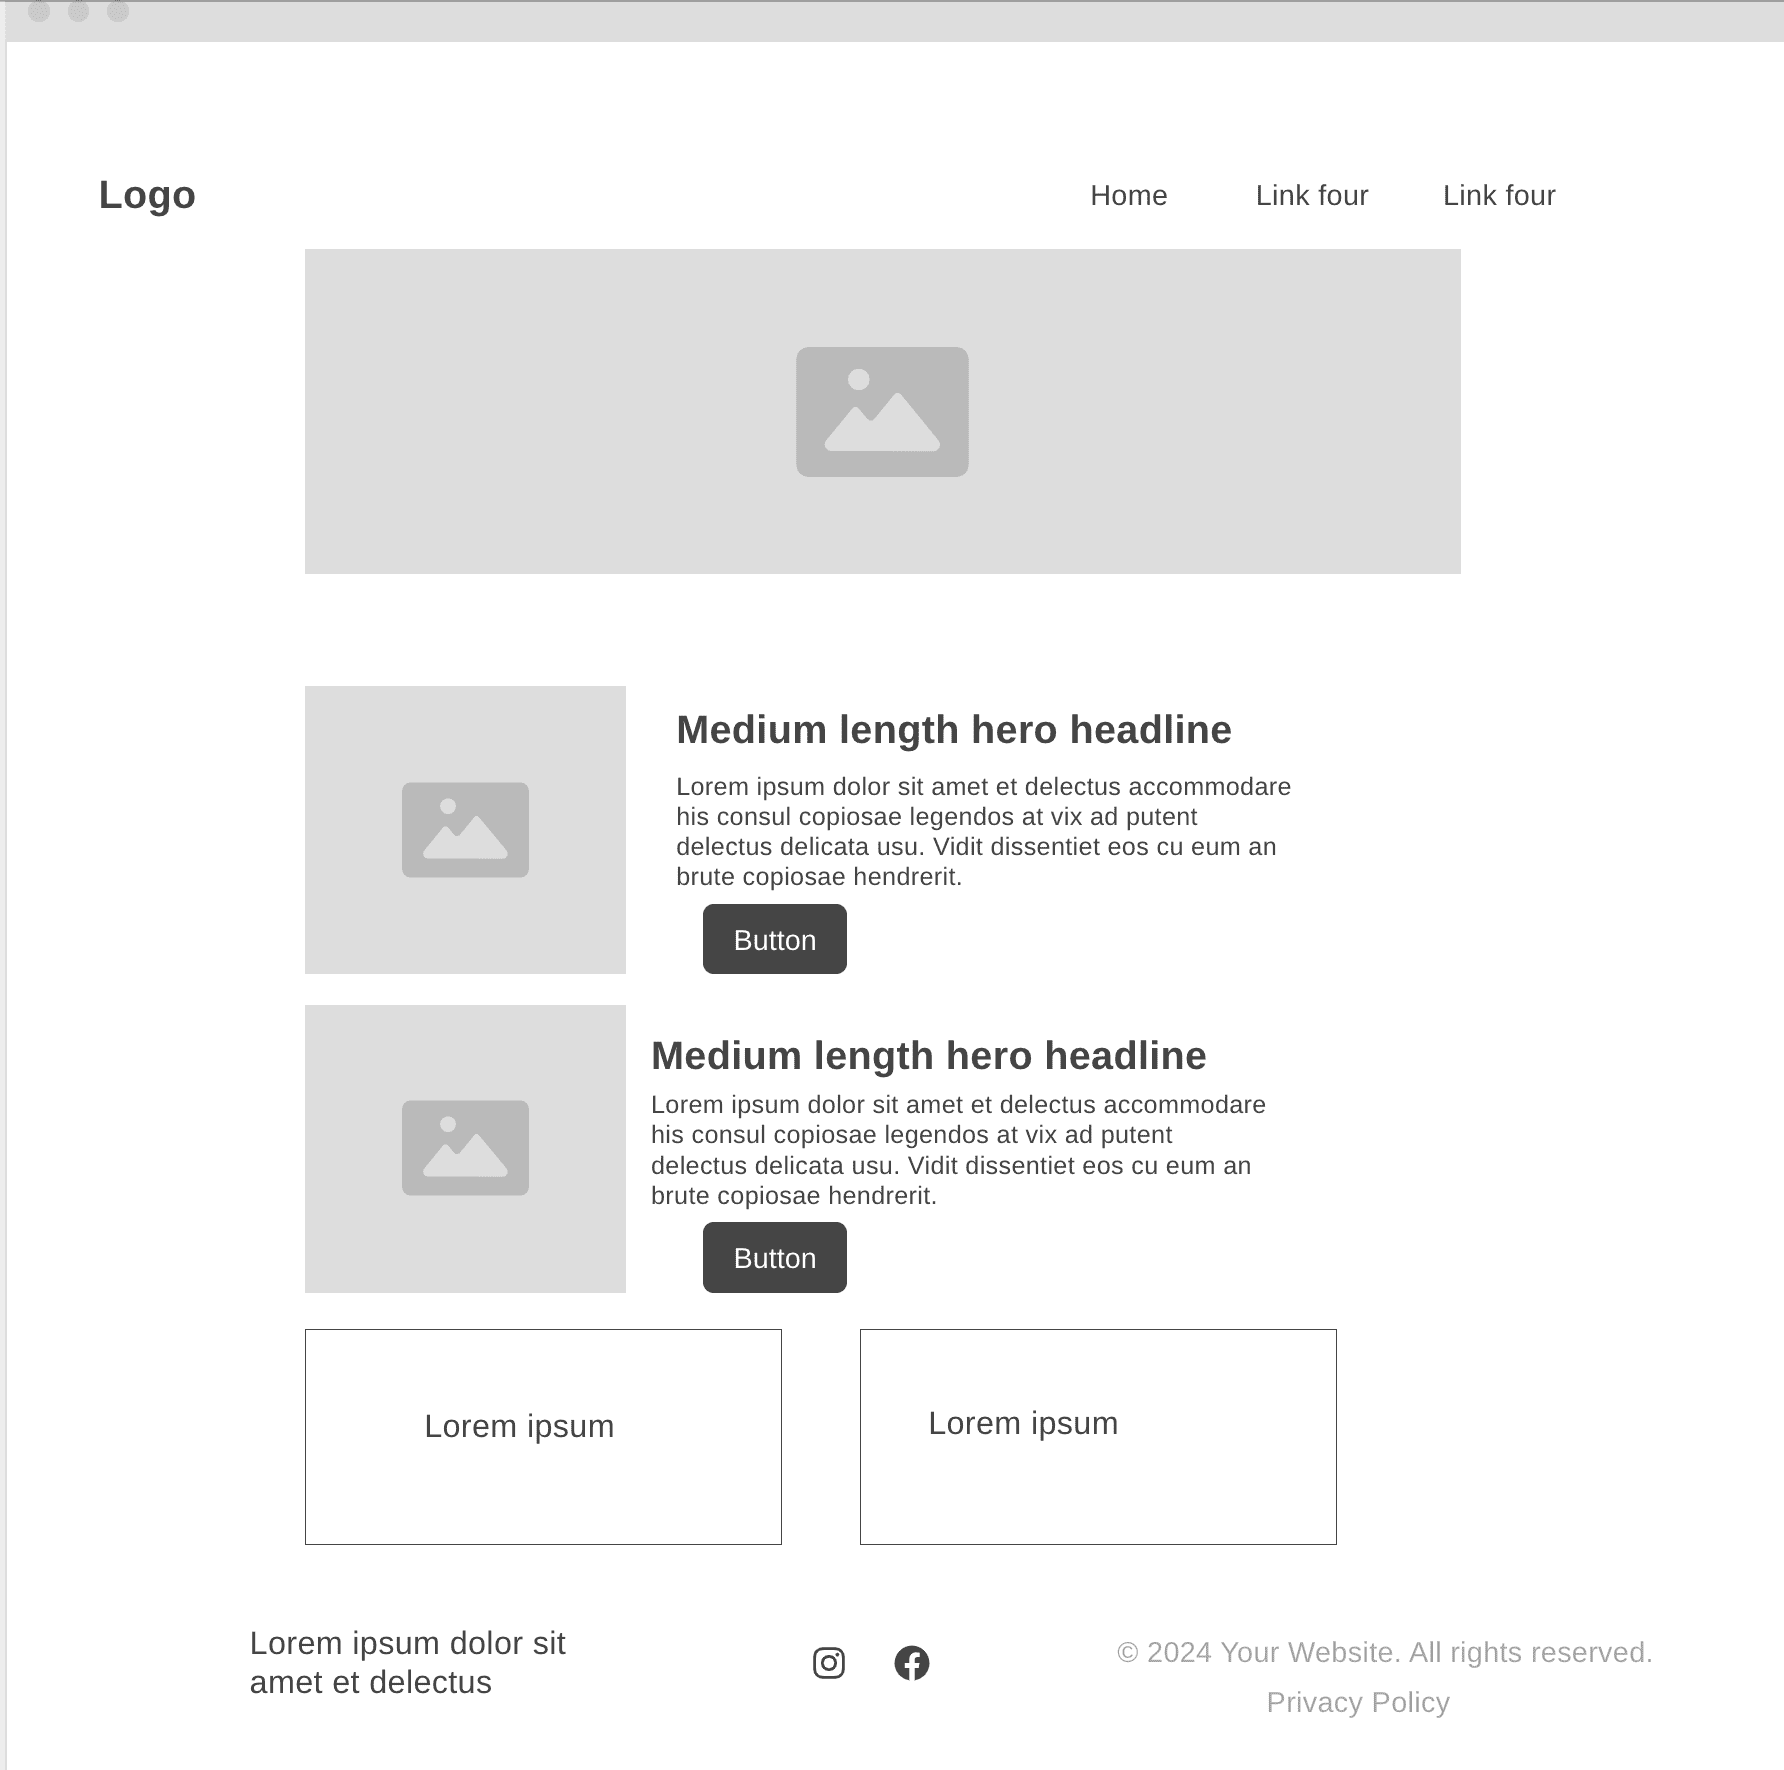 Logo
Home
Link four
Link four
Medium length hero headline
Lorem ipsum dolor sit amet et delectus accommodare
his consul copiosae legendos at vix ad putent
delectus delicata usu. Vidit dissentiet eos cu eum an
brute copiosae hendrerit.
Button
Medium length hero headline
Lorem ipsum dolor sit amet et delectus accommodare
his consul copiosae legendos at vix ad putent
delectus delicata usu. Vidit dissentiet eos cu eum an
brute copiosae hendrerit.
Button
Lorem ipsum
Lorem ipsum
Lorem ipsum dolor sit
amet et delectus
© 2024 Your Website. All rights reserved.
Privacy Policy